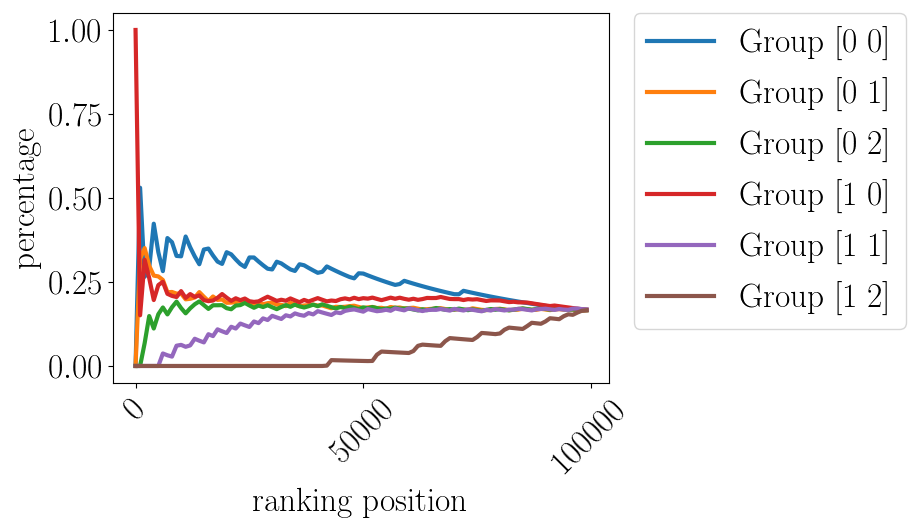 1.00
0.75
0.50
0.25
0.00
percentage
0
50000
100000
ranking position
Group [0 0]
Group [0 1]
Group [0 2]
Group [1 0]
Group [1 1]
Group [1 2]